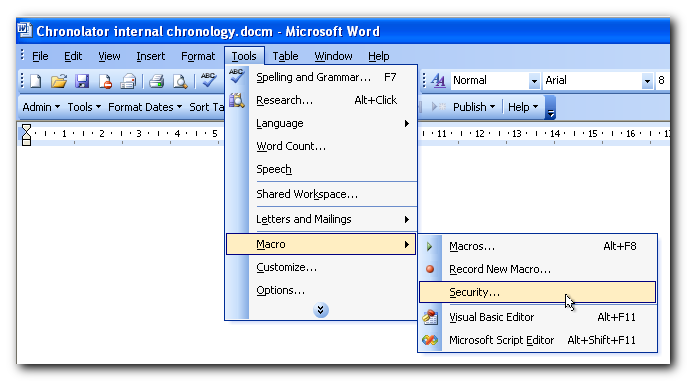 Chronolator internal chronology.docm - Microsoft Word
File Edit View Insert Format Tools Table Window Help
Normal Arial 8
Admin Tools Format Dates Sort Ta Publish Help
1 2 3 4 5 11 12 13 14 15 16 17
Spelling and Grammar... F7
Research... Alt+Click
Language
Word Count...
Speech
Shared Workspace...
Letters and Mailings
Macro
Customize...
Options...
Macros... Alt+F8
Record New Macro...
Security...
Visual Basic Editor Alt+F11
Microsoft Script Editor Alt+Shift+F11